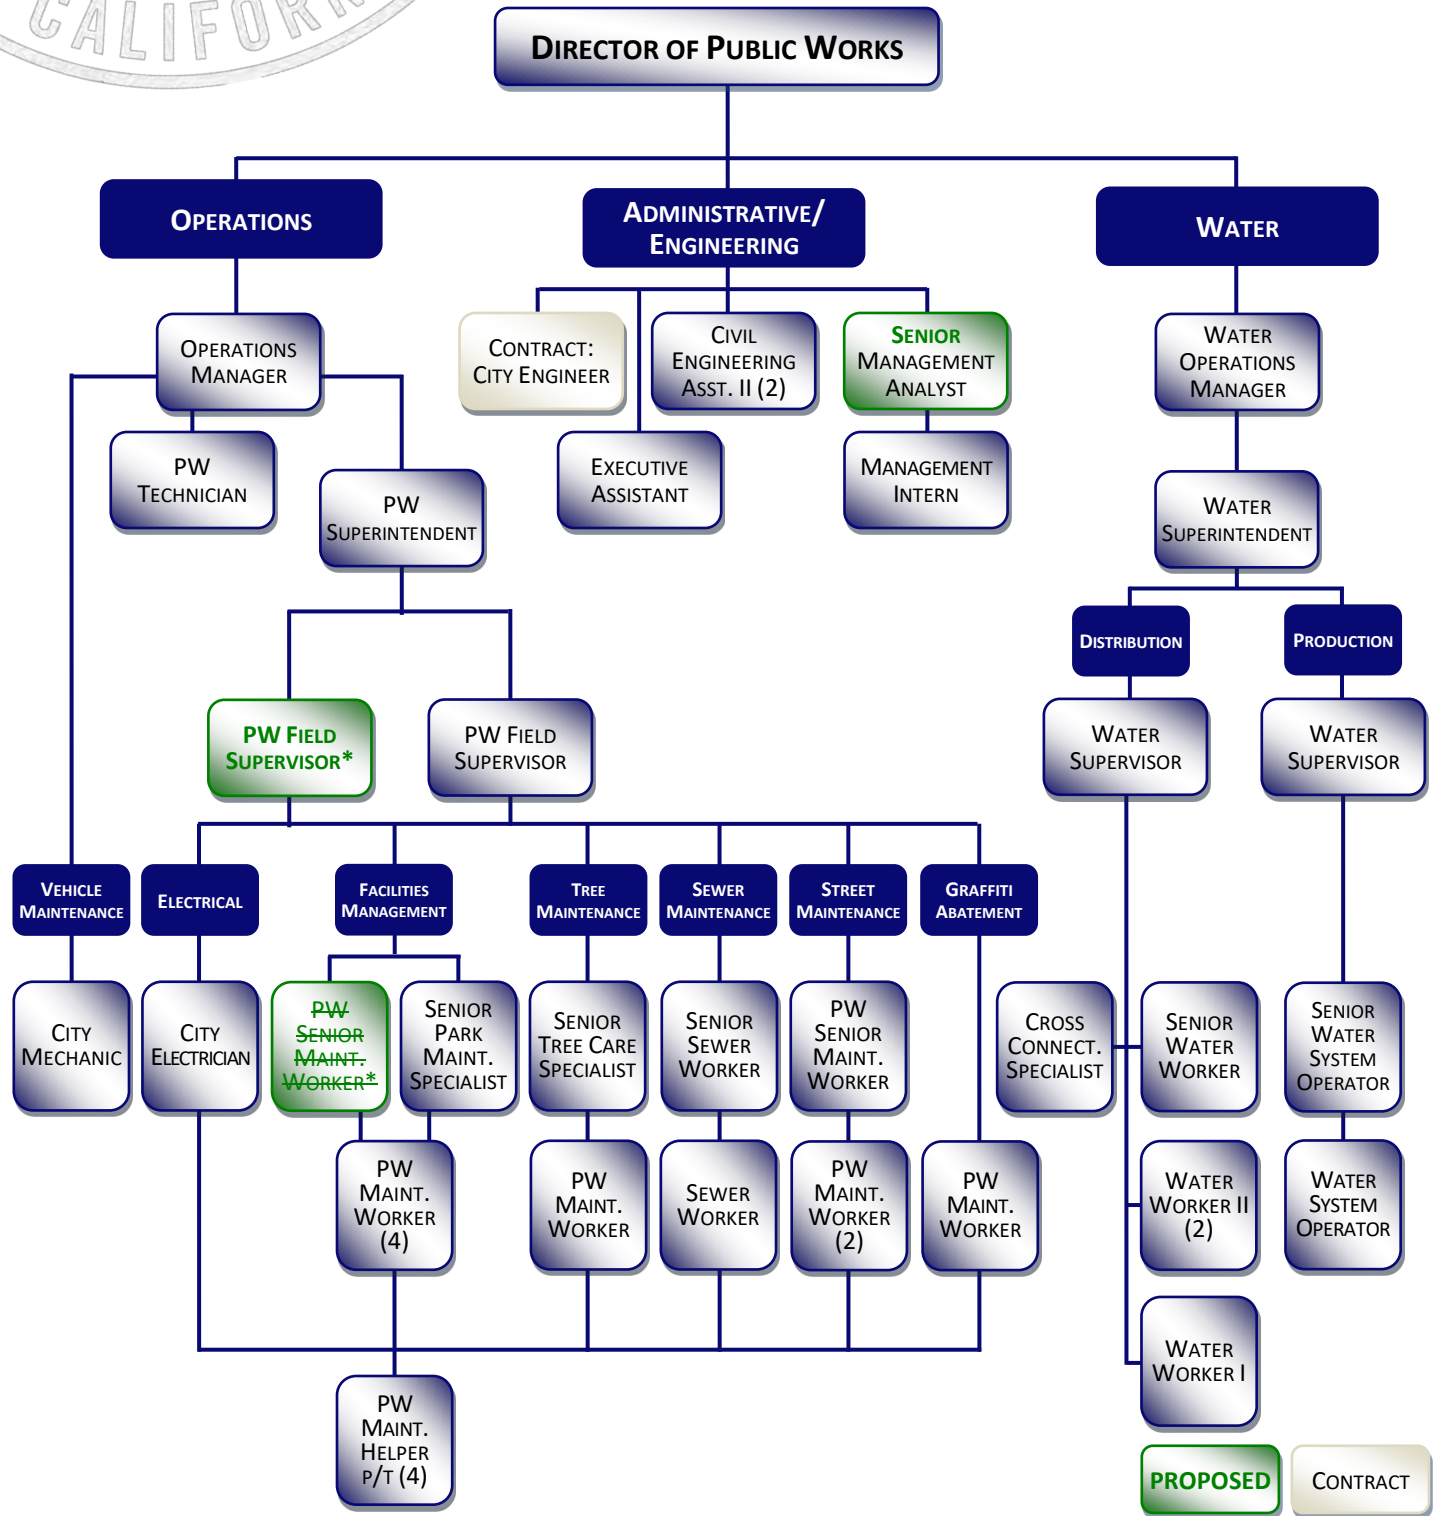 CALIFORN
DIRECTOR OF PUBLIC WORKS
OPERATIONS
ADMINISTRATIVE/
ENGINEERING
WATER
OPERATIONS
MANAGER
CONTRACT:
CITY ENGINEER
CIVIL
ENGINEERING
ASST. II (2)
SENIOR
MANAGEMENT
ANALYST
WATER
OPERATIONS
MANAGER
PW
TECHNICIAN
PW
SUPERINTENDENT
EXECUTIVE
ASSISTANT
MANAGEMENT
INTERN
WATER
SUPERINTENDENT
DISTRIBUTION
PRODUCTION
PW FIELD
SUPERVISOR*
PW FIELD
SUPERVISOR
WATER
SUPERVISOR
WATER
SUPERVISOR
VEHICLE
MAINTENANCE
ELECTRICAL
FACILITIES
MANAGEMENT
TREE
MAINTENANCE
SEWER
MAINTENANCE
STREET
MAINTENANCE
GRAFFITI
ABATEMENT
CITY
MECHANIC
CITY
ELECTRICIAN
PW
SENIOR
MAINT.
WORKER*
SENIOR
PARK
MAINT.
SPECIALIST
SENIOR
TREE CARE
SPECIALIST
SENIOR
SEWER
WORKER
PW
SENIOR
MAINT.
WORKER
CROSS
CONNECT.
SPECIALIST
SENIOR
WATER
WORKER
SENIOR
WATER
SYSTEM
OPERATOR
PW
MAINT.
WORKER
(4)
PW
MAINT.
WORKER
SEWER
WORKER
PW
MAINT.
WORKER
(2)
PW
MAINT.
WORKER
WATER
WORKER II
(2)
WATER
SYSTEM
OPERATOR
WATER
WORKER I
PW
MAINT.
HELPER
P/T (4)
PROPOSED
CONTRACT